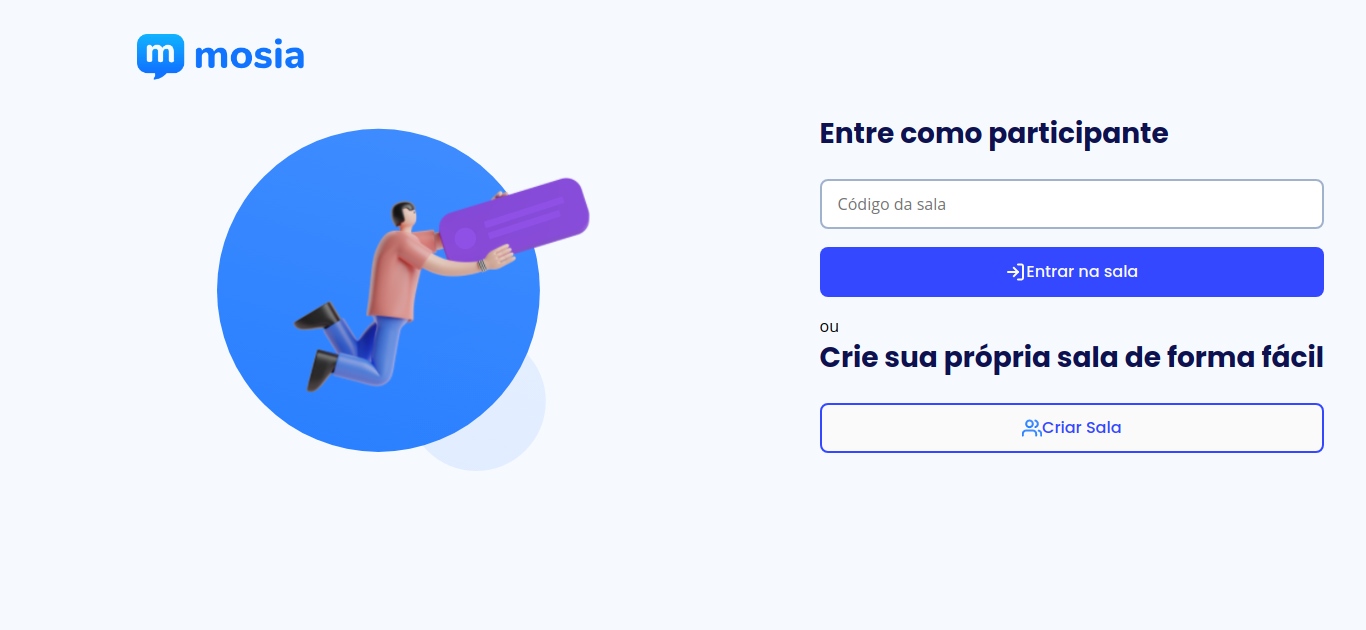 m mosia
Entre como participante
Código da sala
Entrar na sala
ou
Crie sua própria sala de forma fácil
Criar Sala